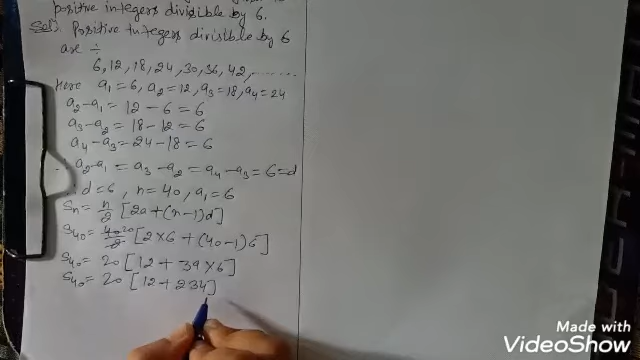 positive integers divisible by 6.
Sol). Positive integers divisible by 6
are ÷
6, 12, 18, 24, 30, 36, 42, ........
Here a₁ = 6, a₂ = 12, a₃ = 18, a₄ = 24
a₂ - a₁ = 12 - 6 = 6
a₃ - a₂ = 18 - 12 = 6
a₄ - a₃ = 24 - 18 = 6
a₂ - a₁ = a₃ - a₂ = a₄ - a₃ = 6 = d
∴ d = 6, n = 40, a₁ = 6
Sn = n/2 [2a + (n-1)d]
S₄₀ = 40/2 20 [2×6 + (40-1)6]
S₄₀ = 20 [12 + 39×6]
S₄₀ = 20 [12 + 234]
Made with
VideoShow